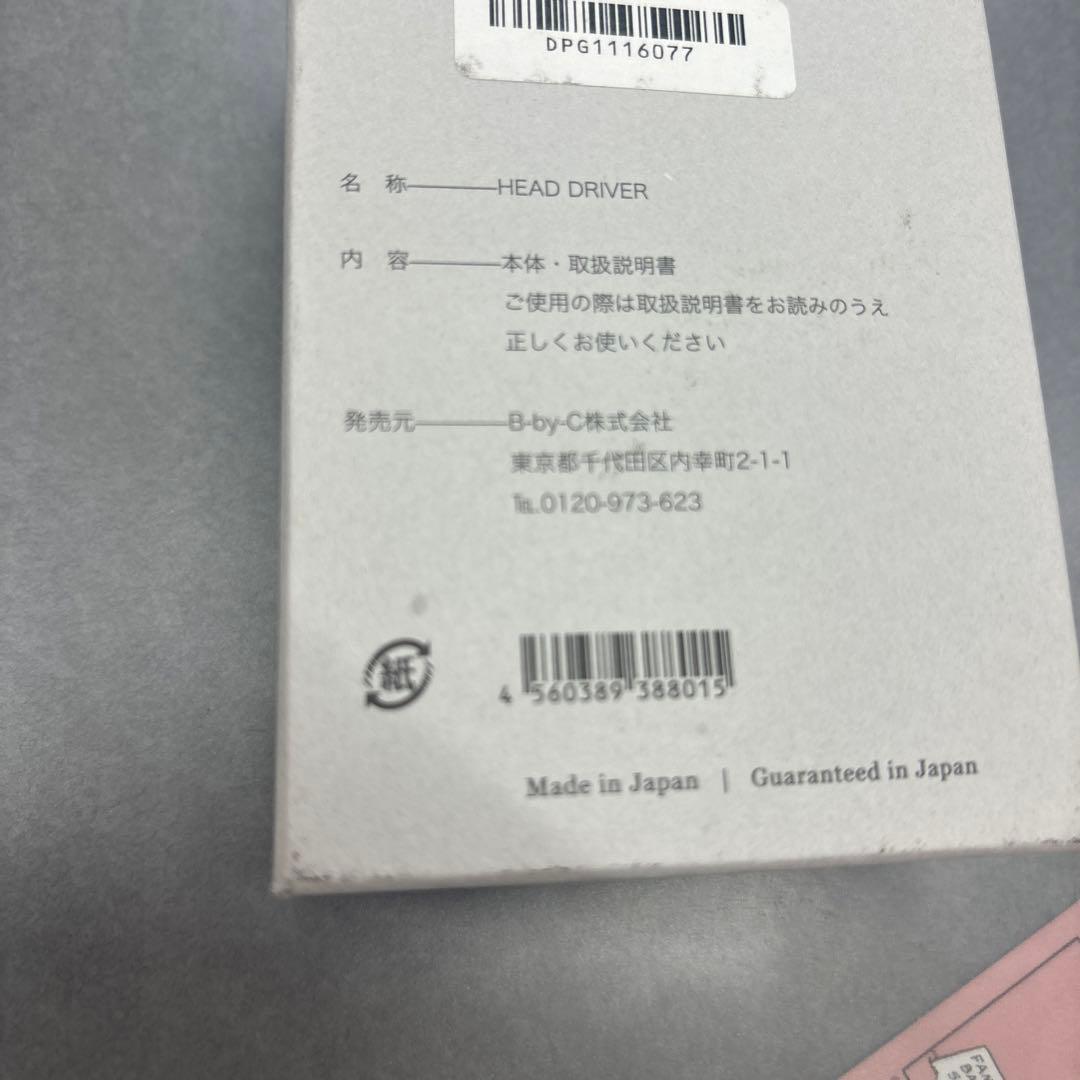 DPG1116077
名 称————HEAD DRIVER
内 容————本体・取扱説明書
ご使用の際は取扱説明書をお読みのうえ
正しくお使いください
発売元————B-by-C株式会社
東京都千代田区内幸町2-1-1
℡.0120-973-623
紙
4 560389 388015
Made in Japan | Guaranteed in Japan